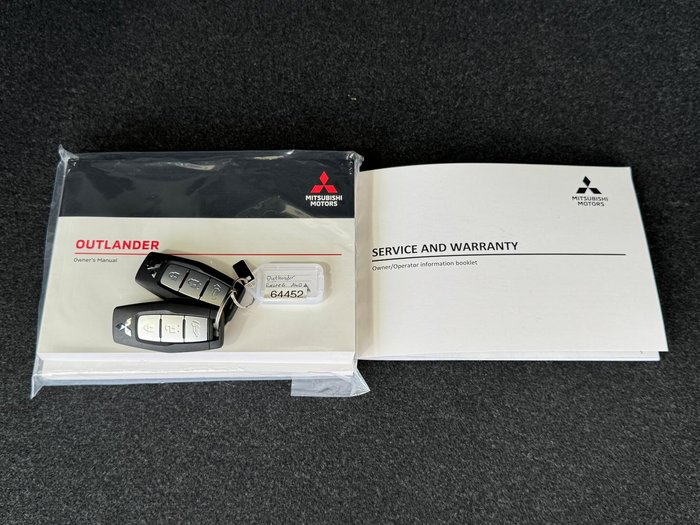 MITSUBISHI
MOTORS
OUTLANDER
Owner's Manual
Outlander
64452
MITSUBISHI
MOTORS
SERVICE AND WARRANTY
Owner/Operator information booklet